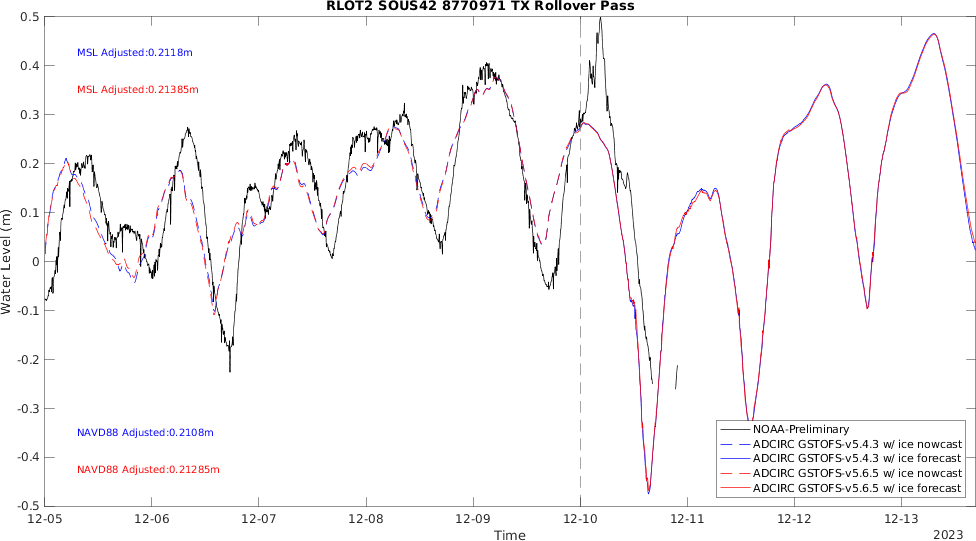 RLOT2 SOUS42 8770971 TX Rollover Pass
0.5
0.4
0.3
0.2
0.1
0
-0.1
-0.2
-0.3
-0.4
-0.5
Water Level (m)
MSL Adjusted:0.2118m
MSL Adjusted:0.21385m
NAVD88 Adjusted:0.2108m
NAVD88 Adjusted:0.21285m
NOAA-Preliminary
ADCIRC GSTOFS-v5.4.3 w/ ice nowcast
ADCIRC GSTOFS-v5.4.3 w/ ice forecast
ADCIRC GSTOFS-v5.6.5 w/ ice nowcast
ADCIRC GSTOFS-v5.6.5 w/ ice forecast
12-05 12-06 12-07 12-08 12-09 12-10 12-11 12-12 12-13
Time
2023